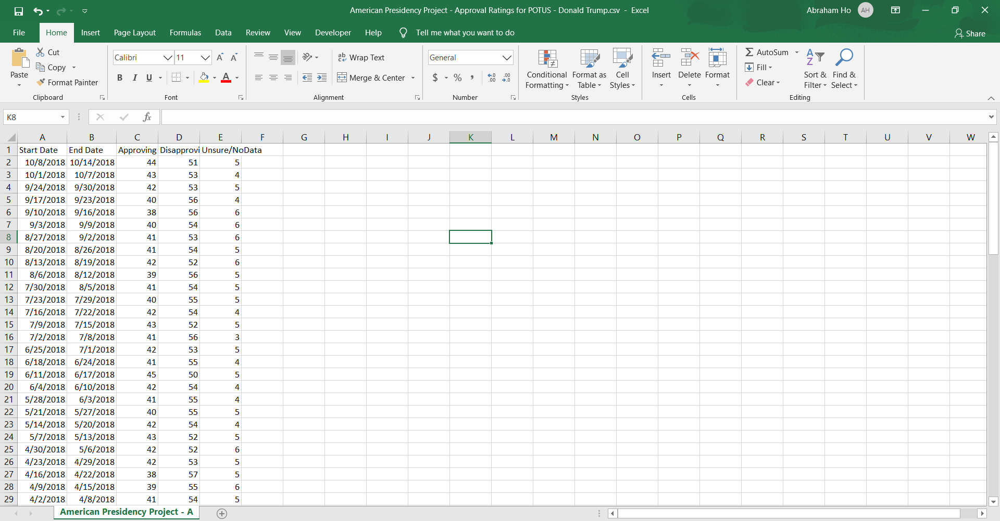 American Presidency Project - Approval Ratings for POTUS - Donald Trump.csv - Excel
Abraham Ho AH
File Home Insert Page Layout Formulas Data Review View Developer Help Tell me what you want to do Share
Paste
Cut
Copy
Format Painter
Clipboard
Calibri 11 A A
B I U A
Font
ab Wrap Text
Merge & Center
Alignment
General
$ % , .00 .00
Number
Conditional Formatting
Format as Table
Cell Styles
Styles
Insert Delete Format
Cells
Σ AutoSum
Fill
Clear
Sort & Filter
Find & Select
Editing
K8 fx
A B C D E F G H I J K L M N O P Q R S T U V W
1 Start Date End Date Approving Disapprovi Unsure/NoData
2 10/8/2018 10/14/2018 44 51 5
3 10/1/2018 10/7/2018 43 53 4
4 9/24/2018 9/30/2018 42 53 5
5 9/17/2018 9/23/2018 40 56 4
6 9/10/2018 9/16/2018 38 56 6
7 9/3/2018 9/9/2018 40 54 6
8 8/27/2018 9/2/2018 41 53 6
9 8/20/2018 8/26/2018 41 54 5
10 8/13/2018 8/19/2018 42 52 6
11 8/6/2018 8/12/2018 39 56 5
12 7/30/2018 8/5/2018 41 54 5
13 7/23/2018 7/29/2018 40 55 5
14 7/16/2018 7/22/2018 42 54 4
15 7/9/2018 7/15/2018 43 52 5
16 7/2/2018 7/8/2018 41 56 3
17 6/25/2018 7/1/2018 42 53 5
18 6/18/2018 6/24/2018 41 55 4
19 6/11/2018 6/17/2018 45 50 5
20 6/4/2018 6/10/2018 42 54 4
21 5/28/2018 6/3/2018 41 55 4
22 5/21/2018 5/27/2018 40 55 5
23 5/14/2018 5/20/2018 42 54 4
24 5/7/2018 5/13/2018 43 52 5
25 4/30/2018 5/6/2018 42 52 6
26 4/23/2018 4/29/2018 42 53 5
27 4/16/2018 4/22/2018 38 57 5
28 4/9/2018 4/15/2018 39 55 6
29 4/2/2018 4/8/2018 41 54 5
American Presidency Project - A